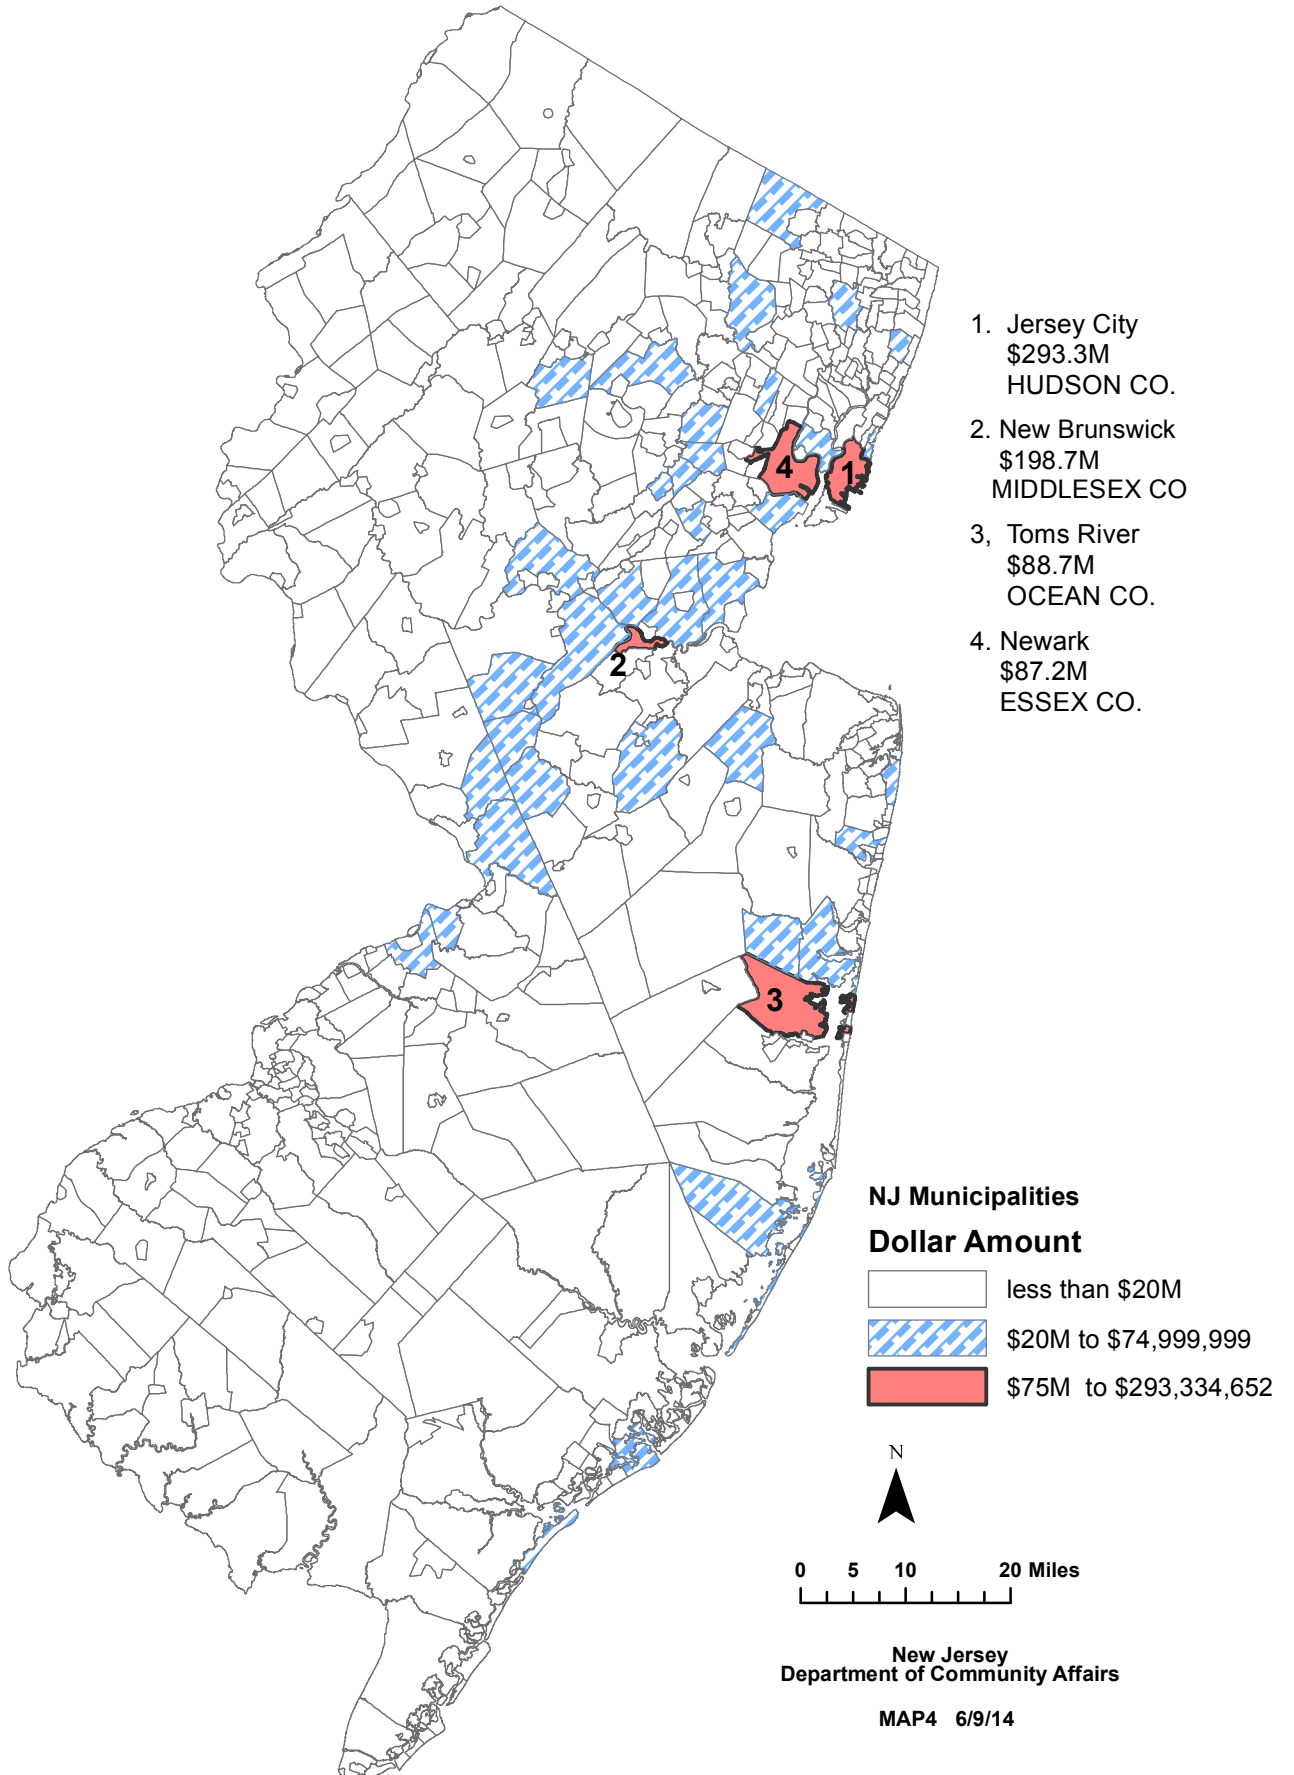 1. Jersey City
$293.3M
HUDSON CO.
2. New Brunswick
$198.7M
MIDDLESEX CO
3, Toms River
$88.7M
OCEAN CO.
4. Newark
$87.2M
ESSEX CO.
4
1
2
3
NJ Municipalities
Dollar Amount
less than $20M
$20M to $74,999,999
$75M to $293,334,652
N
0 5 10 20 Miles
New Jersey
Department of Community Affairs
MAP4 6/9/14